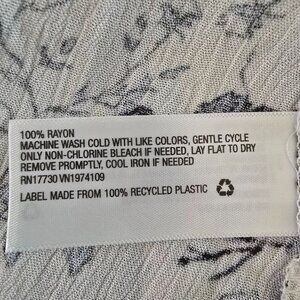 100% RAYON
MACHINE WASH COLD WITH LIKE COLORS, GENTLE CYCLE
ONLY NON-CHLORINE BLEACH IF NEEDED, LAY FLAT TO DRY
REMOVE PROMPTLY, COOL IRON IF NEEDED
RN17730 VN1974109
LABEL MADE FROM 100% RECYCLED PLASTIC